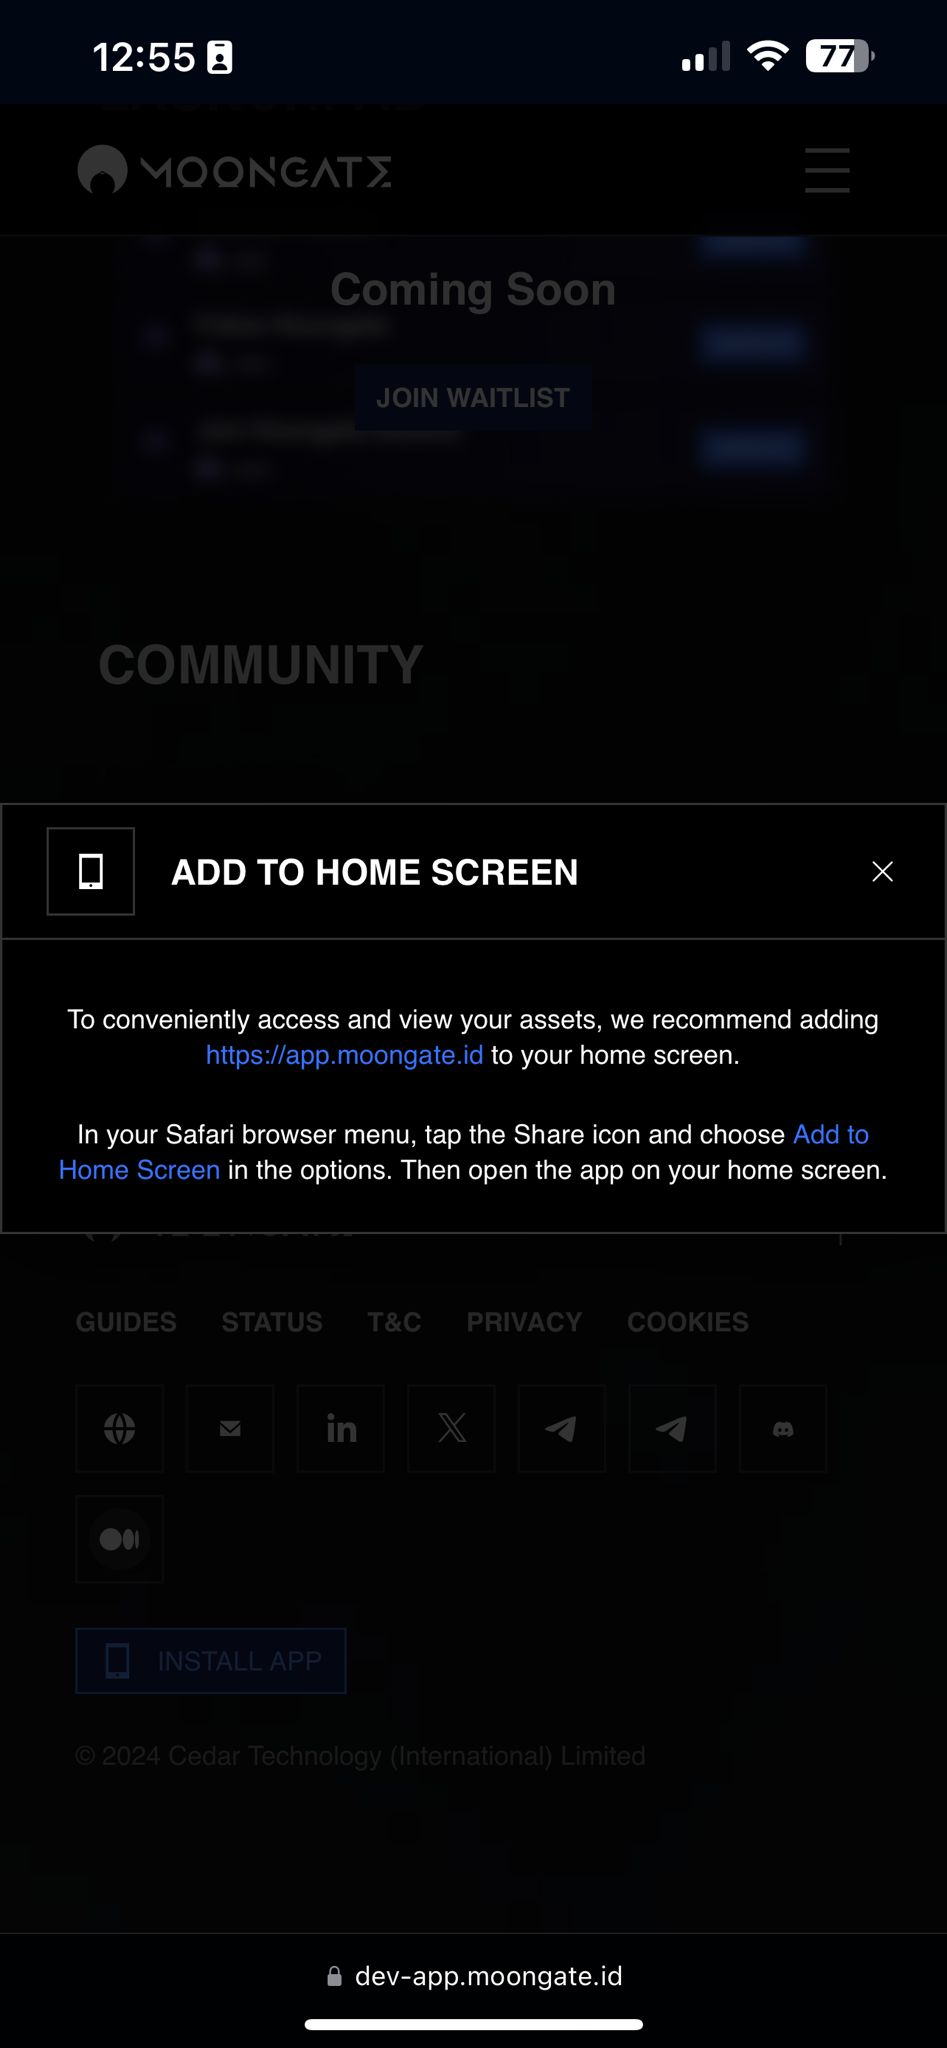 12:55
77
MOONGATE
Coming Soon
JOIN WAITLIST
COMMUNITY
ADD TO HOME SCREEN
To conveniently access and view your assets, we recommend adding
https://app.moongate.id to your home screen.
In your Safari browser menu, tap the Share icon and choose Add to
Home Screen in the options. Then open the app on your home screen.
GUIDES STATUS T&C PRIVACY COOKIES
in
INSTALL APP
© 2024 Cedar Technology (International) Limited
dev-app.moongate.id